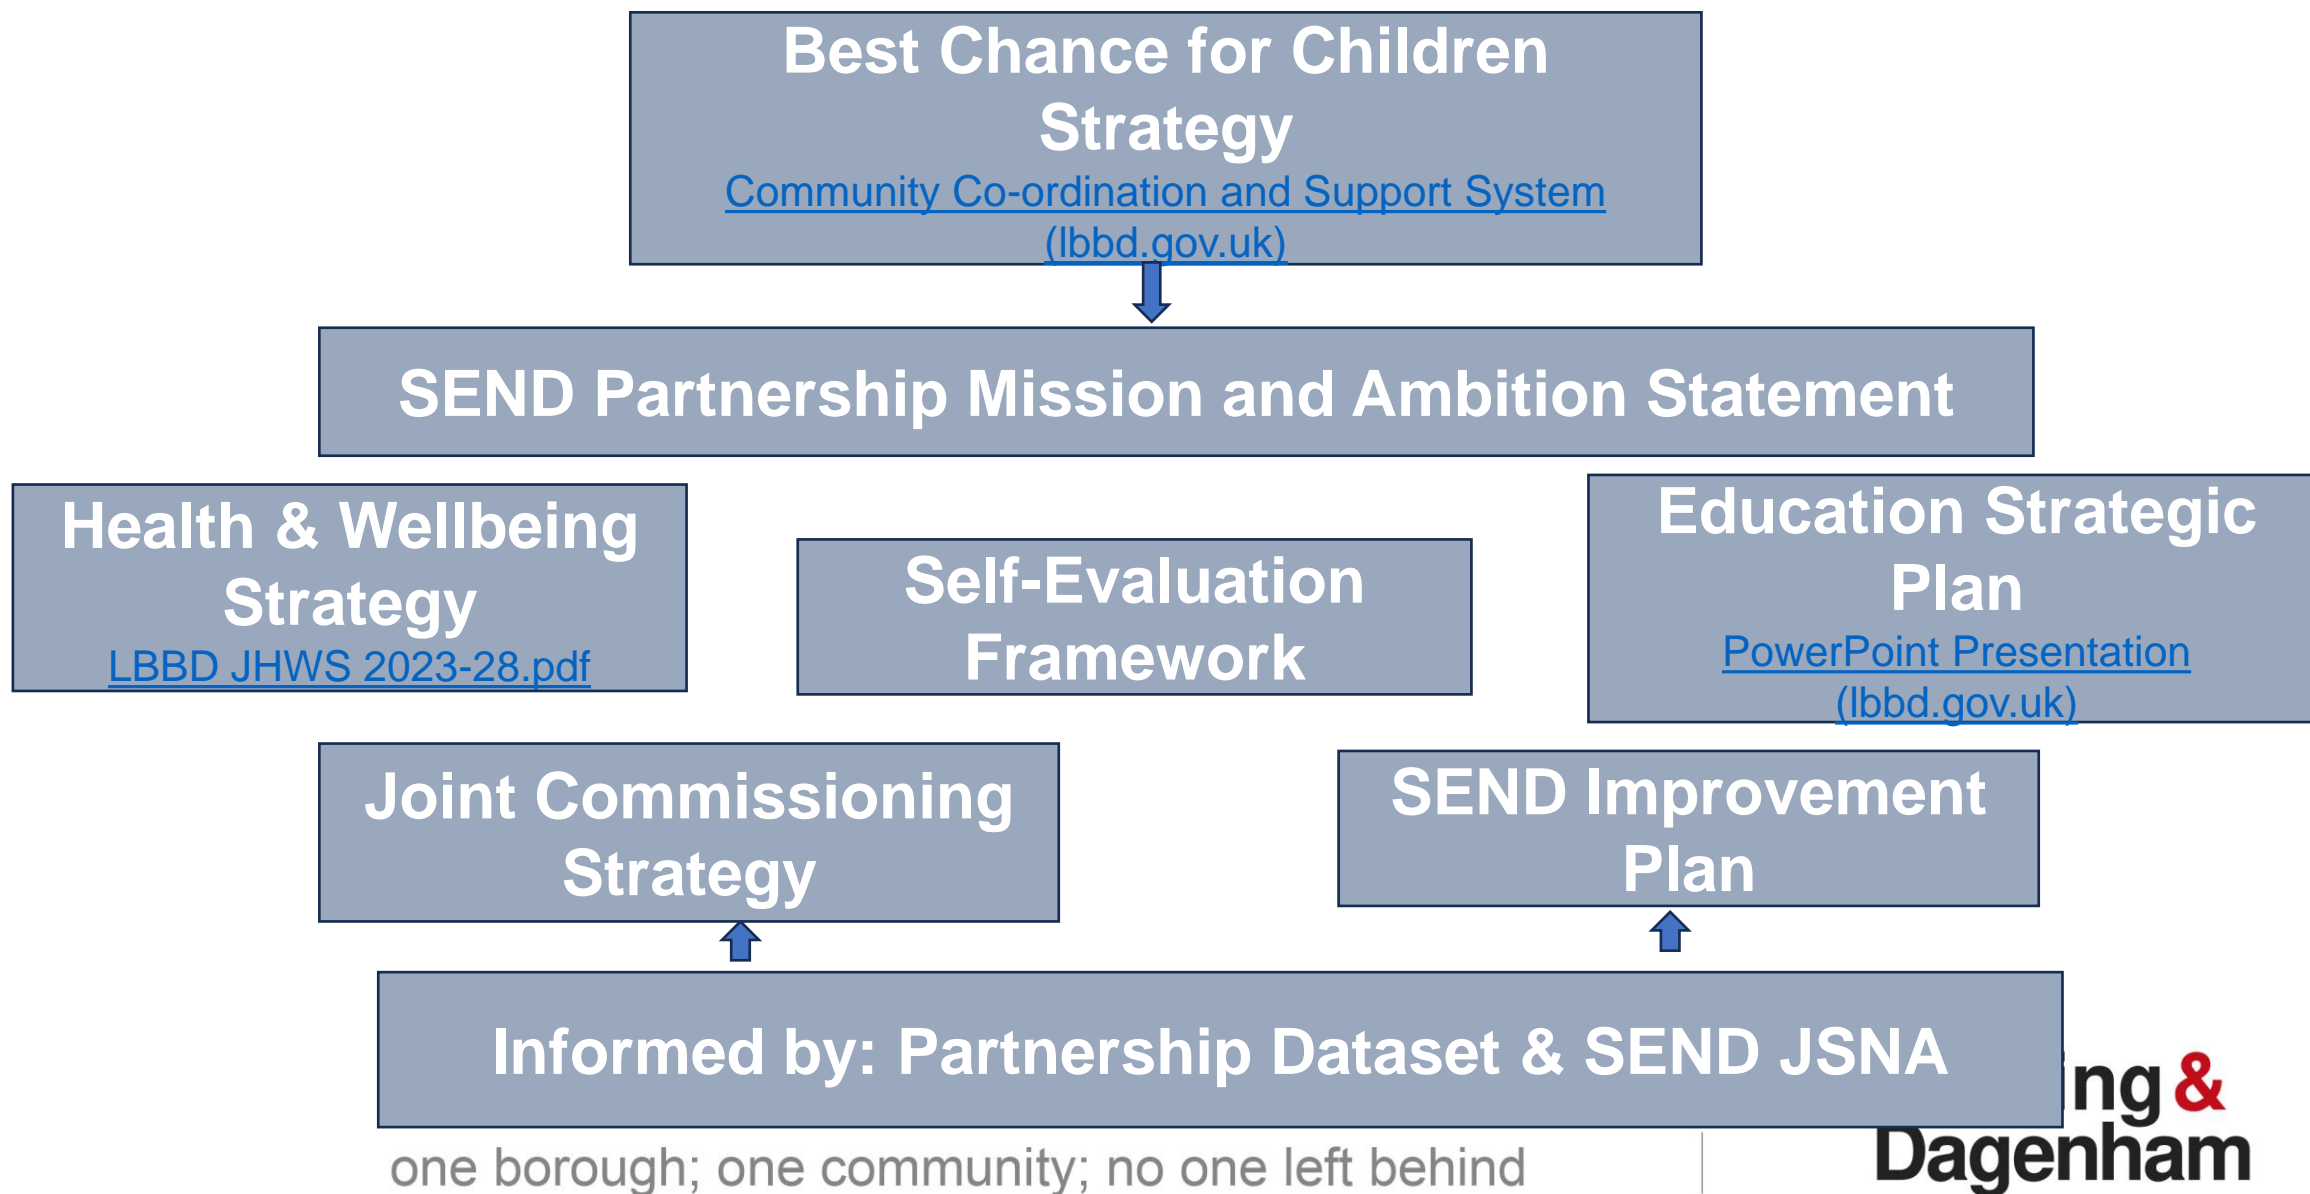 Best Chance for Children
Strategy
Community Co-ordination and Support System
(lbbd.gov.uk)
SEND Partnership Mission and Ambition Statement
Health & Wellbeing
Strategy
LBBD JHWS 2023-28.pdf
Self-Evaluation
Framework
Education Strategic
Plan
PowerPoint Presentation
(lbbd.gov.uk)
Joint Commissioning
Strategy
SEND Improvement
Plan
Informed by: Partnership Dataset & SEND JSNA
one borough; one community; no one left behind
ng &
Dagenham